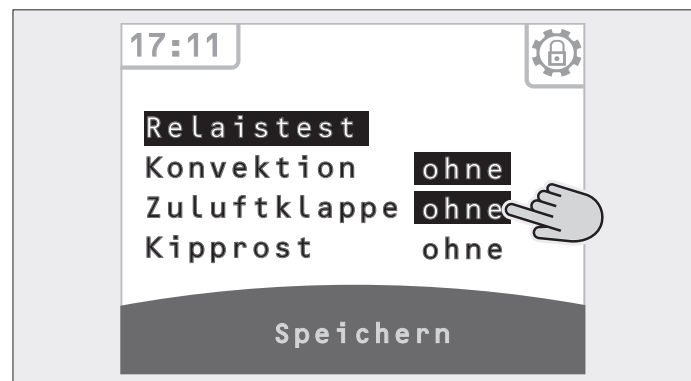 17:11
Relaistest
Konvektion ohne
Zuluftklappe ohne
Kipprost ohne
Speichern